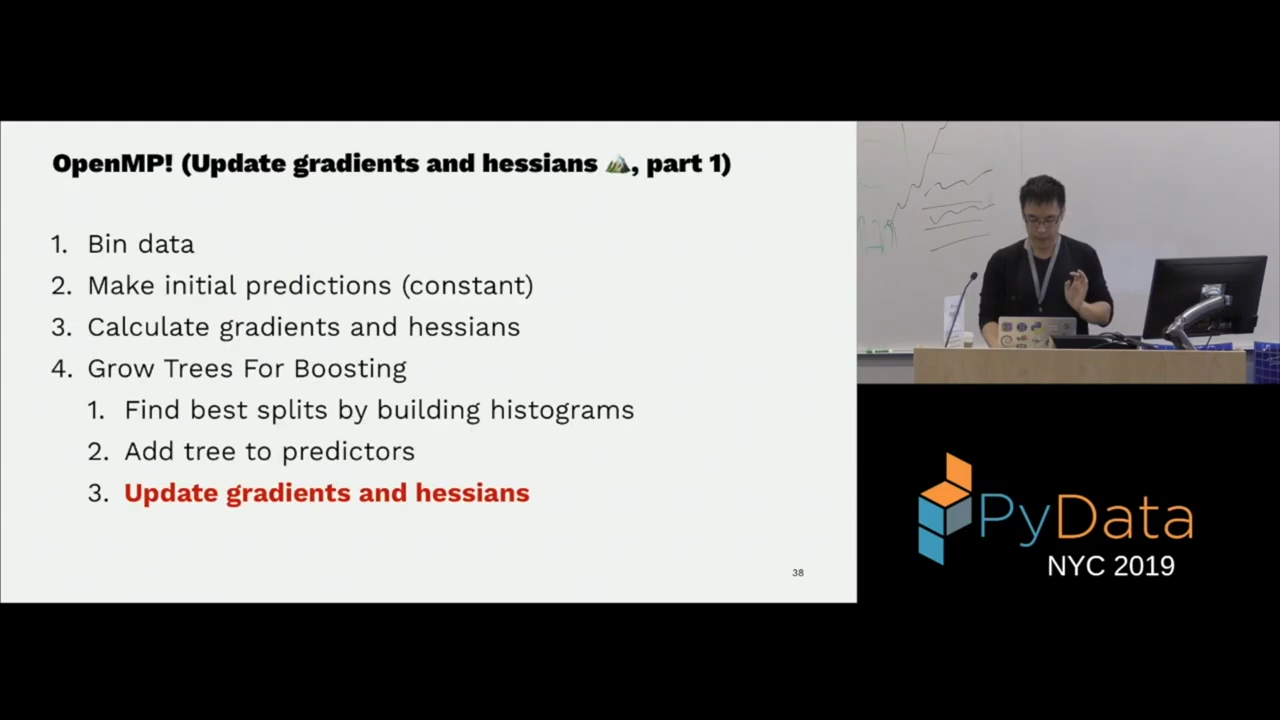 OpenMP! (Update gradients and hessians ⛰️, part 1)
1. Bin data
2. Make initial predictions (constant)
3. Calculate gradients and hessians
4. Grow Trees For Boosting
1. Find best splits by building histograms
2. Add tree to predictors
3. Update gradients and hessians
38
PyData
NYC 2019